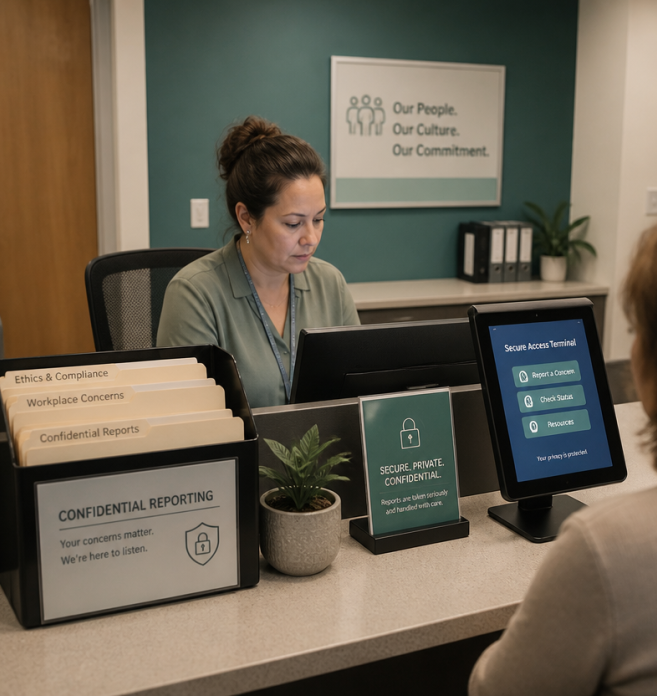 Our People.
Our Culture.
Our Commitment.
Ethics & Compliance
Workplace Concerns
Confidential Reports
CONFIDENTIAL REPORTING
Your concerns matter.
We're here to listen.
SECURE. PRIVATE.
CONFIDENTIAL.
Reports are taken seriously
and handled with care.
Secure Access Terminal
Report a Concern
Check Status
Resources
Your privacy is protected